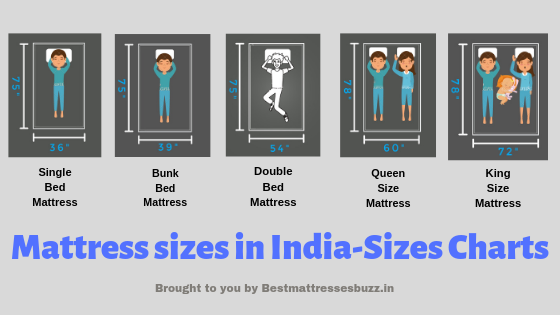 75"
36"
Single
Bed
Mattress
75"
39"
Bunk
Bed
Mattress
75"
54"
Double
Bed
Mattress
78"
60"
Queen
Size
Mattress
78"
72"
King
Size
Mattress
Mattress sizes in India-Sizes Charts
Brought to you by Bestmattressesbuzz.in